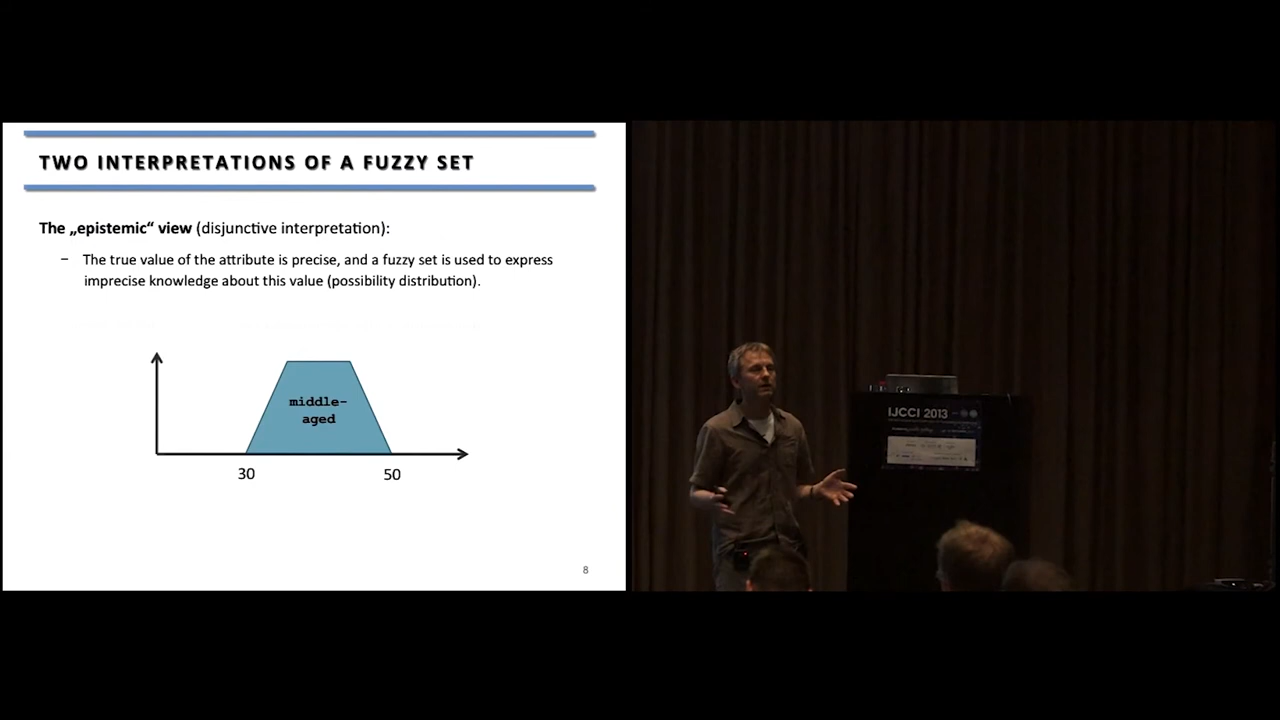 TWO INTERPRETATIONS OF A FUZZY SET
The „epistemic“ view (disjunctive interpretation):
– The true value of the attribute is precise, and a fuzzy set is used to express
imprecise knowledge about this value (possibility distribution).
middle-
aged
30 50
8
IJCCI 2013